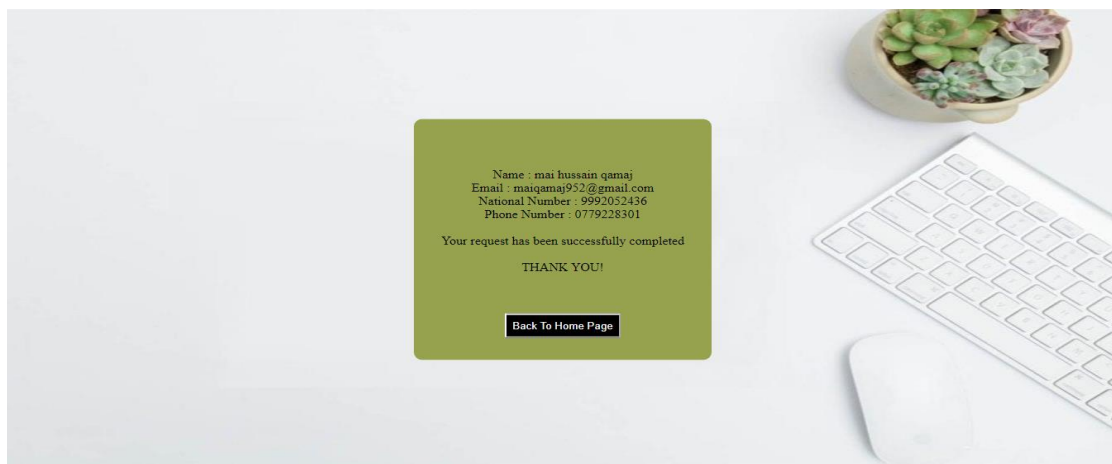 Name : mai hussain qamaj
Email : maiqamaj952@gmail.com
National Number : 9992052436
Phone Number : 0779228301
Your request has been successfully completed
THANK YOU!
Back To Home Page